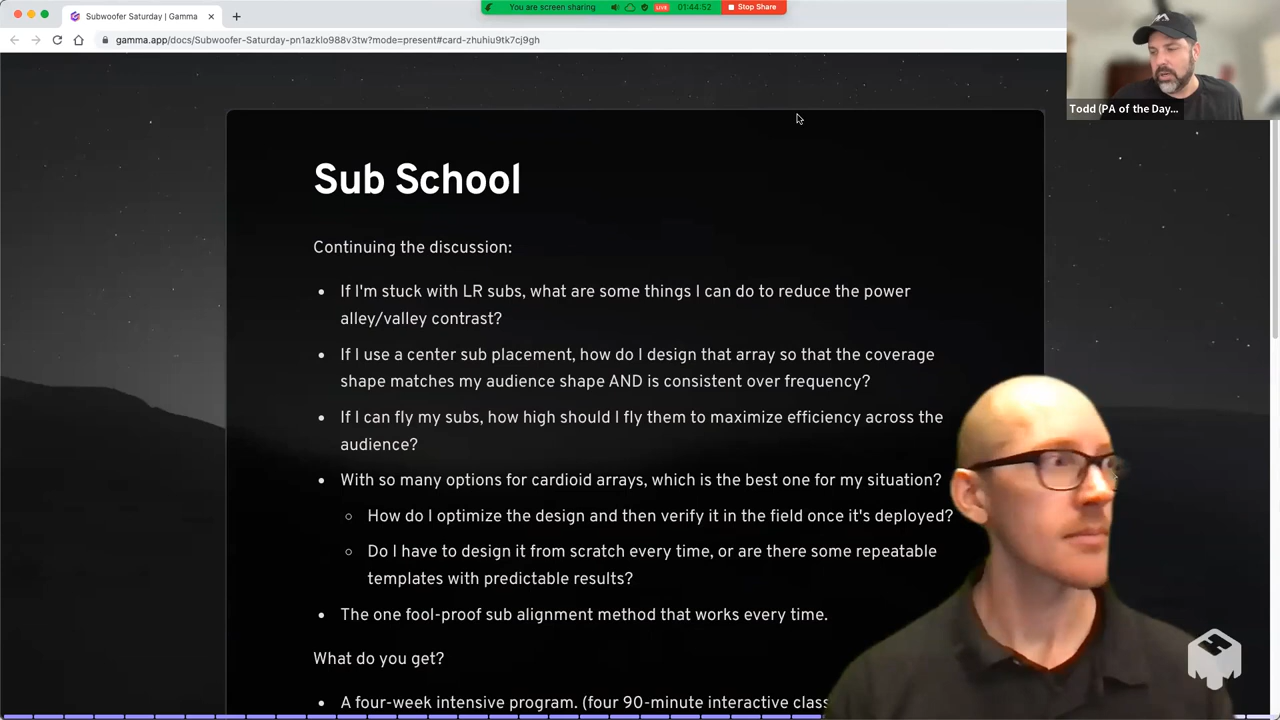 Subwoofer Saturday | Gamma
You are screen sharing
LIVE
01:44:52
Stop Share
gamma.app/docs/Subwoofer-Saturday-pn1azklo988v3tw?mode=present#card-zhuhiu9tk7cj9gh
Todd (PA of the Day...
Sub School
Continuing the discussion:
If I'm stuck with LR subs, what are some things I can do to reduce the power
alley/valley contrast?
If I use a center sub placement, how do I design that array so that the coverage
shape matches my audience shape AND is consistent over frequency?
If I can fly my subs, how high should I fly them to maximize efficiency across the
audience?
With so many options for cardioid arrays, which is the best one for my situation?
How do I optimize the design and then verify it in the field once it's deployed?
Do I have to design it from scratch every time, or are there some repeatable
templates with predictable results?
The one fool-proof sub alignment method that works every time.
What do you get?
A four-week intensive program. (four 90-minute interactive clas